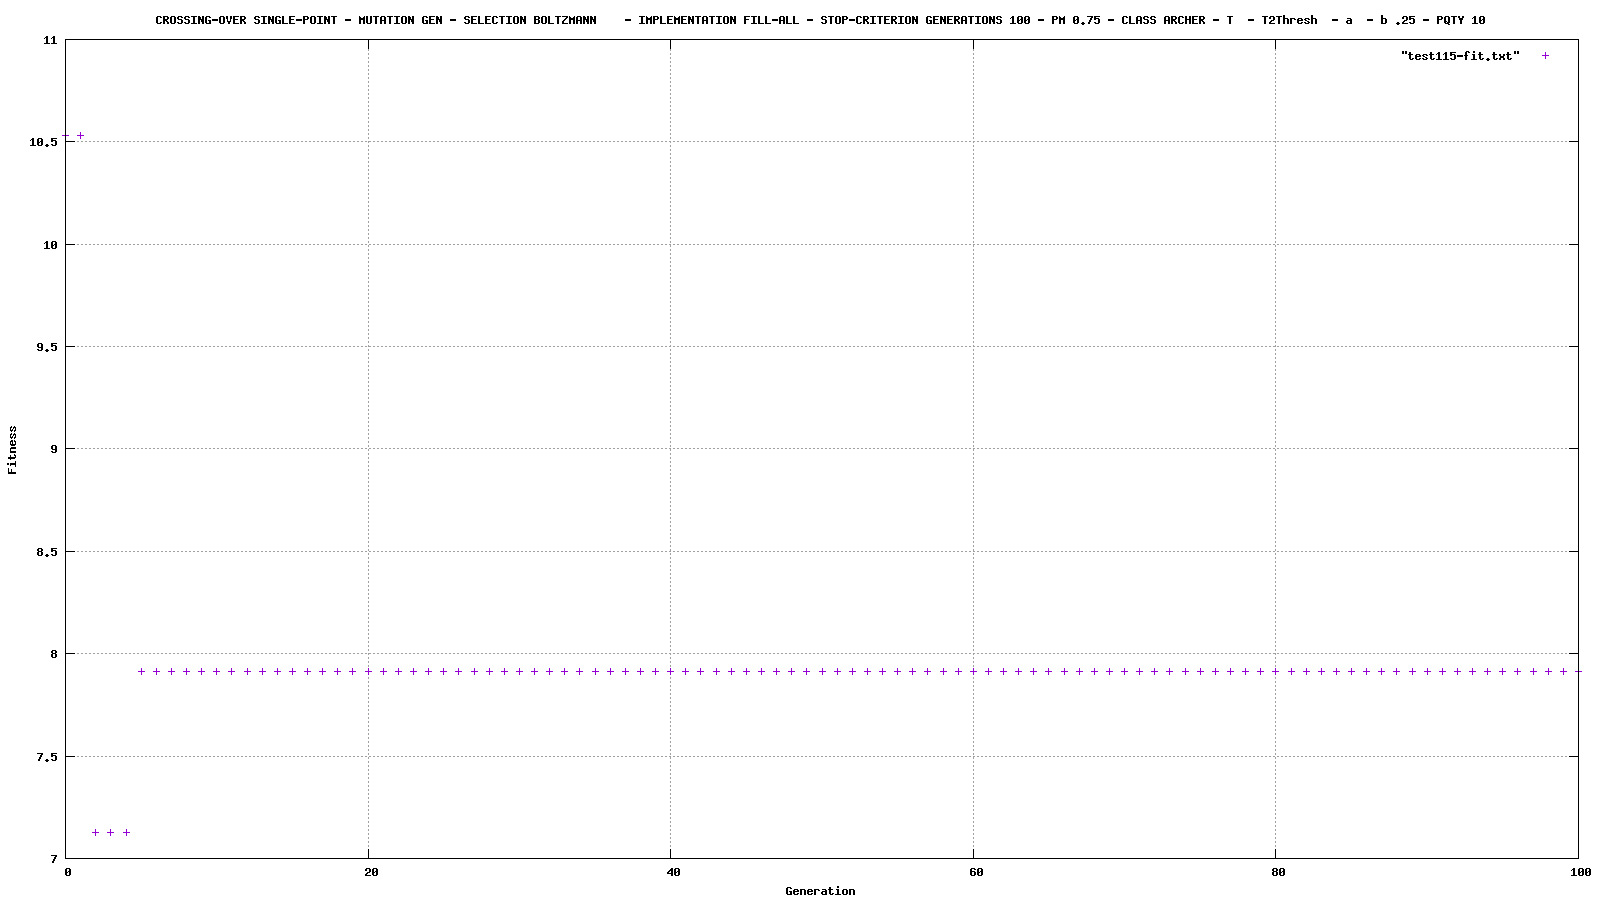 CROSSING-OVER SINGLE-POINT - MUTATION GEN - SELECTION BOLTZMANN    - IMPLEMENTATION FILL-ALL - STOP-CRITERION GENERATIONS 100 - PM 0.75 - CLASS ARCHER - T  - T2Thresh  - a  - b .25 - PQTY 10
"test115-fit.txt"
11
10.5
10
9.5
9
8.5
8
7.5
7
Fitness
0 20 40 60 80 100
Generation